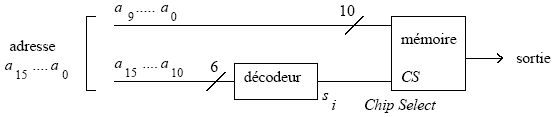 a9..... a0
10
adresse
a15 ....a0
mémoire
sortie
a15 ....a10
6
décodeur
CS
si
Chip Select